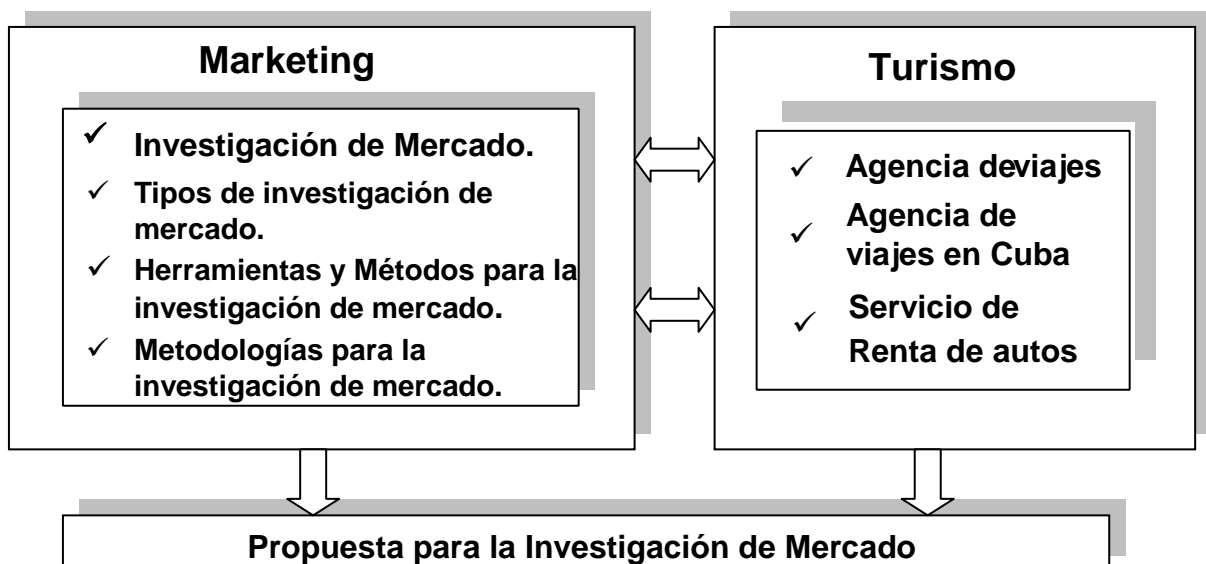 Marketing
✓ Investigación de Mercado.
✓ Tipos de investigación de
mercado.
✓ Herramientas y Métodos para la
investigación de mercado.
✓ Metodologías para la
investigación de mercado.
Turismo
✓ Agencia deviajes
✓ Agencia de
viajes en Cuba
✓ Servicio de
Renta de autos
Propuesta para la Investigación de Mercado